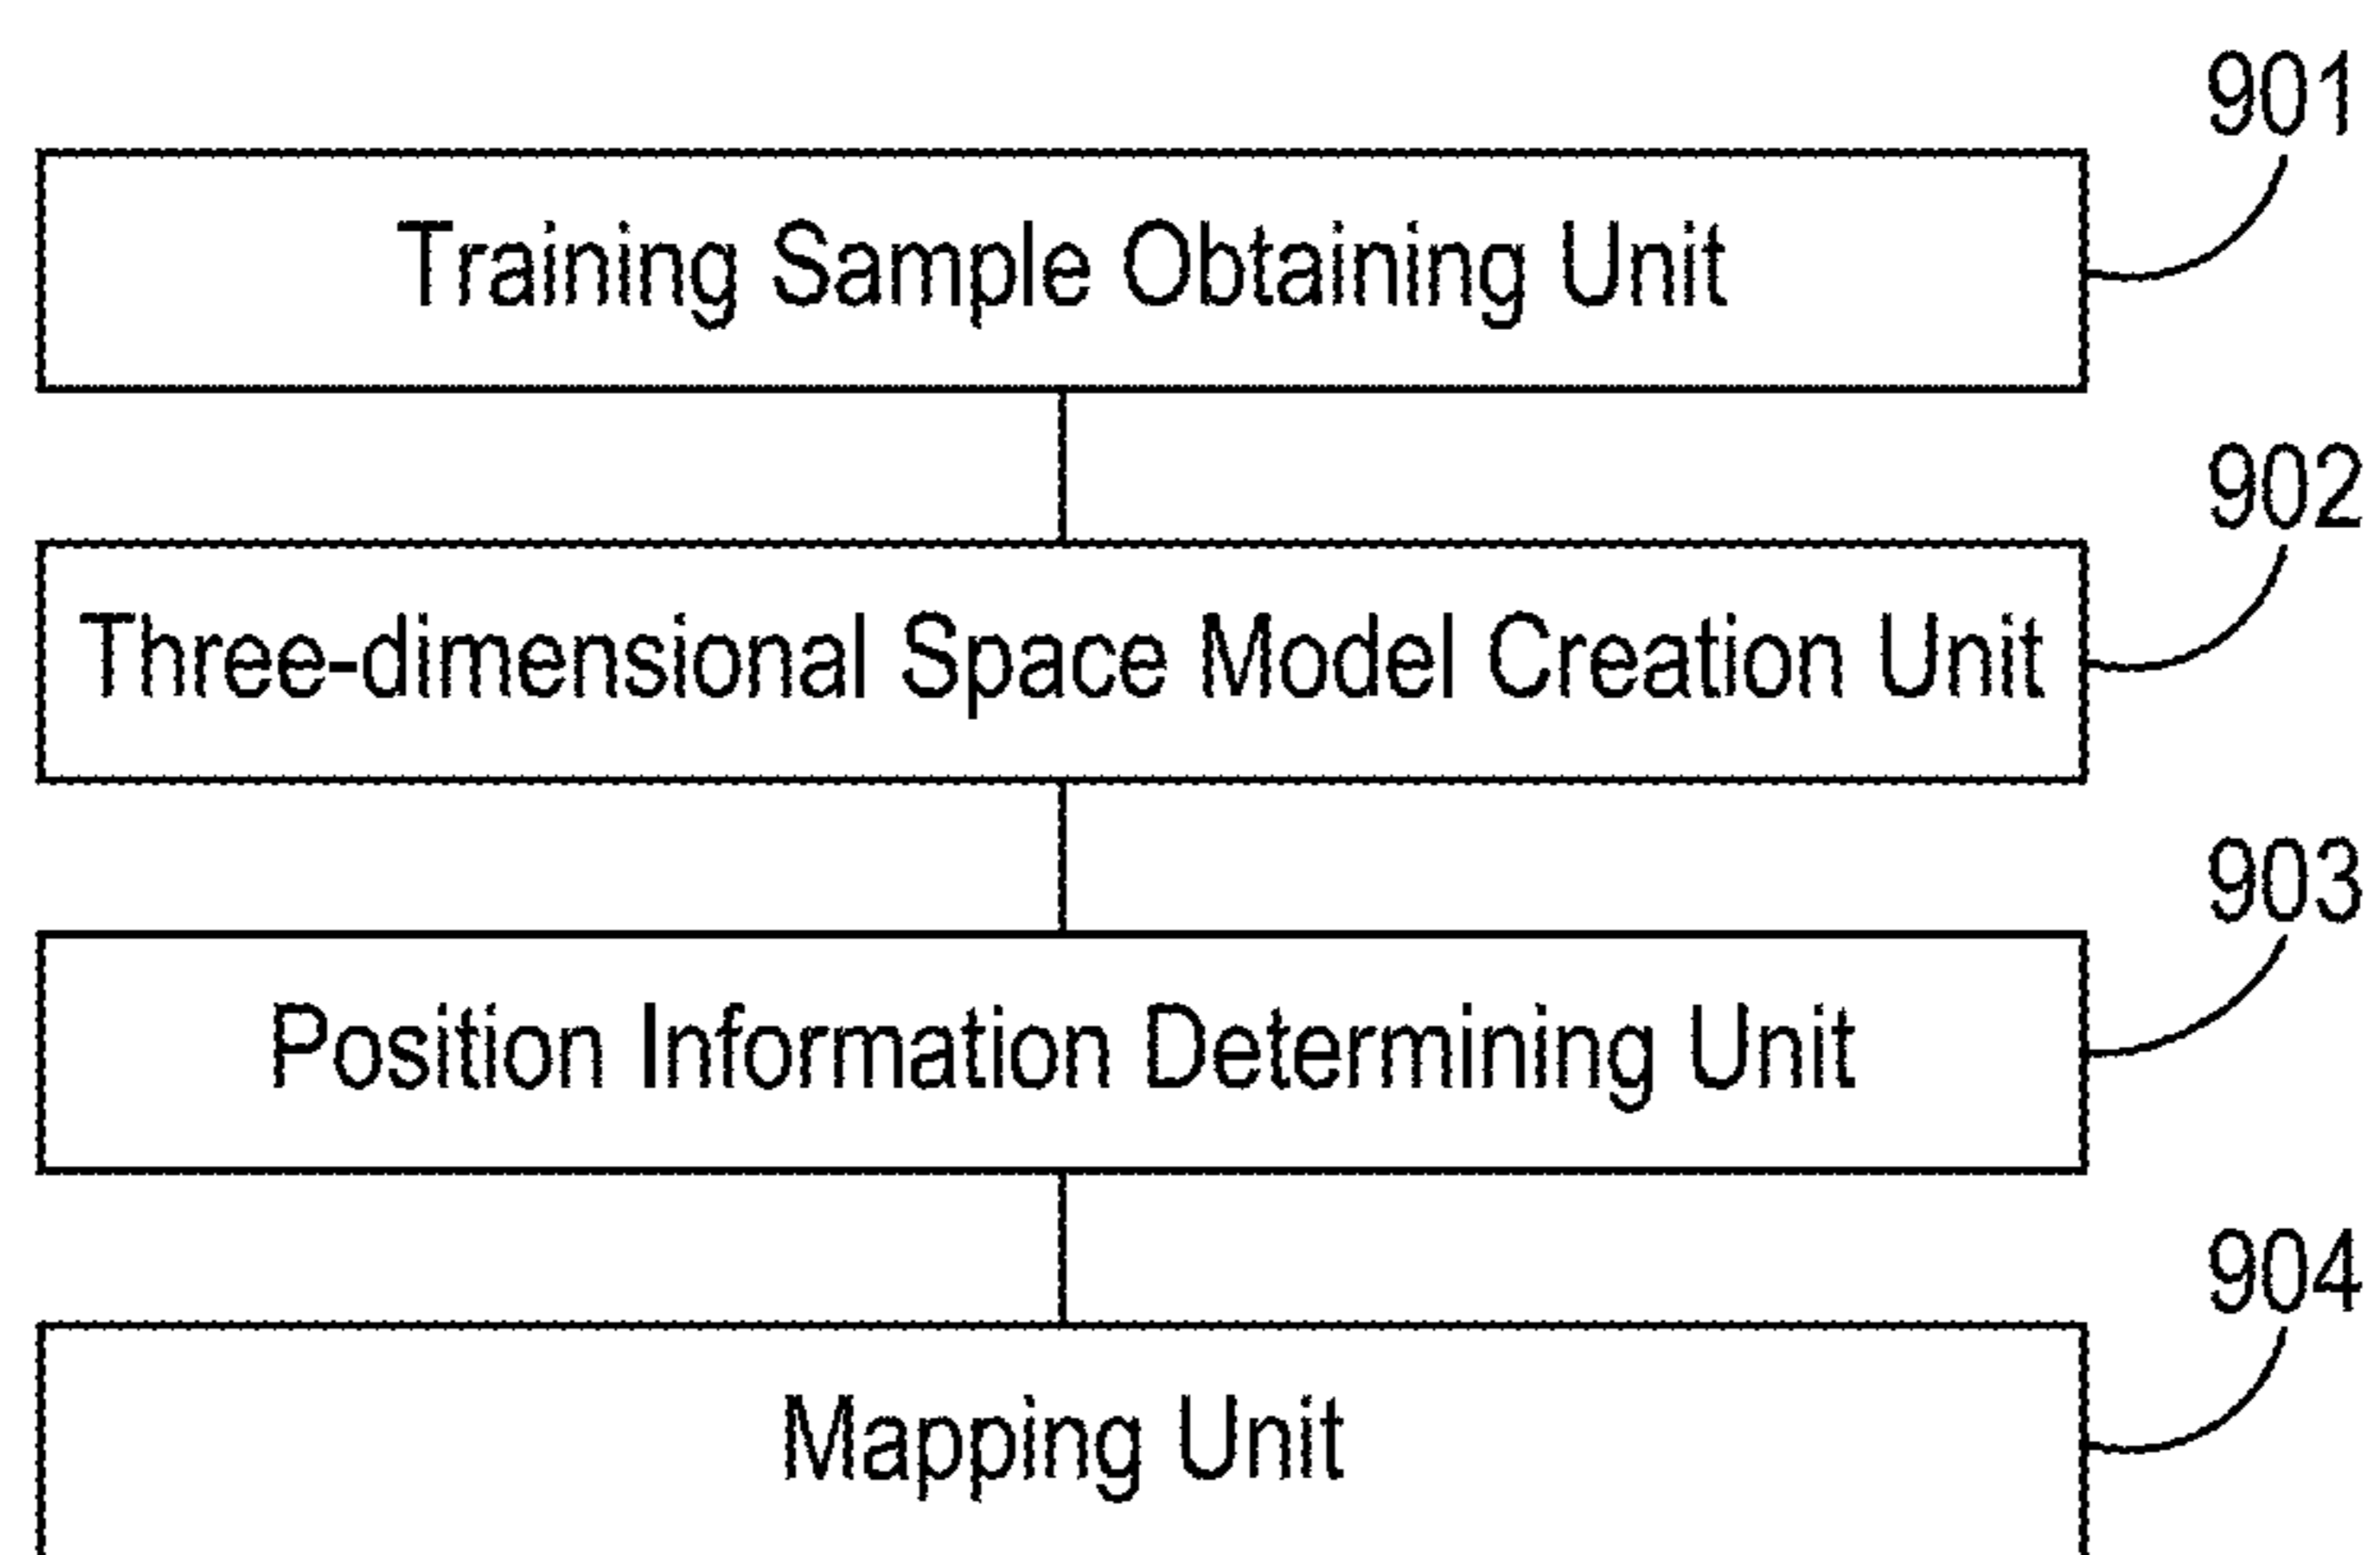 901
Training Sample Obtaining Unit
902
Three-dimensional Space Model Creation Unit
903
Position Information Determining Unit
904
Mapping Unit